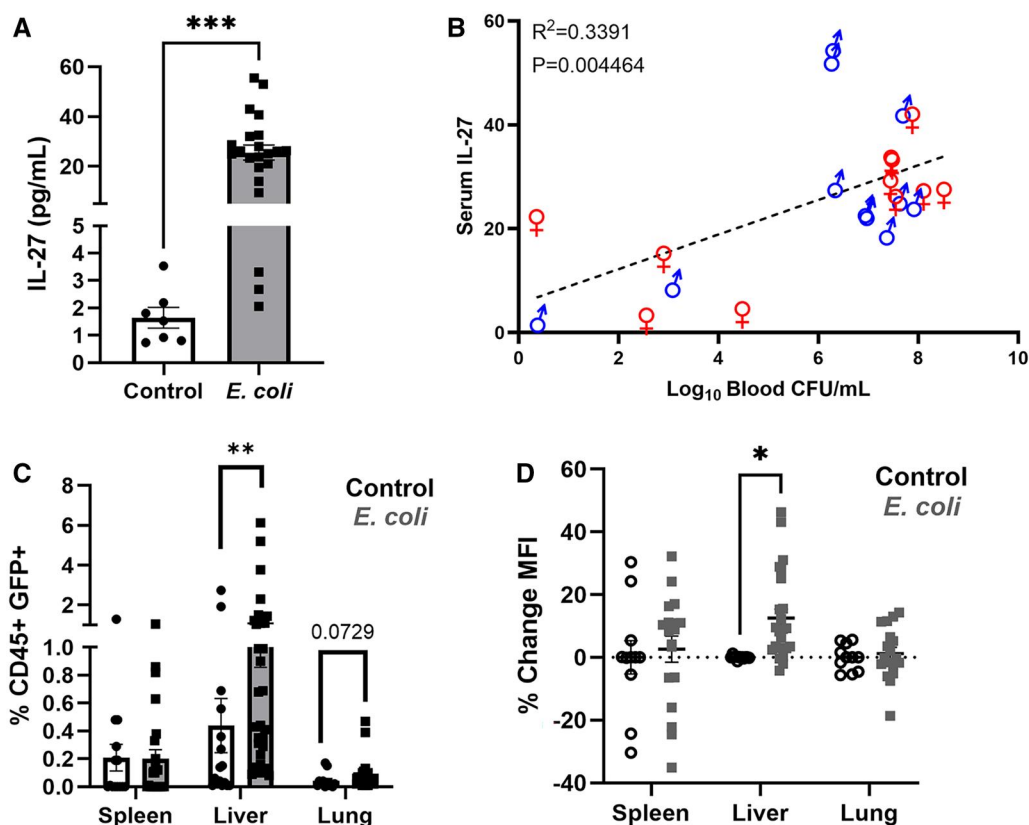 A
***
IL-27 (pg/mL)
60
40
20
5
4
3
2
1
0
Control
E. coli
B
R²=0.3391
P=0.004464
Serum IL-27
60
40
20
0
0
2
4
6
8
10
Log₁₀ Blood CFU/mL
C
**
Control
E. coli
0.0729
% CD45+ GFP+
8
6
4
2
1.0
0.8
0.6
0.4
0.2
0.0
Spleen
Liver
Lung
D
*
Control
E. coli
% Change MFI
60
40
20
0
-20
-40
Spleen
Liver
Lung